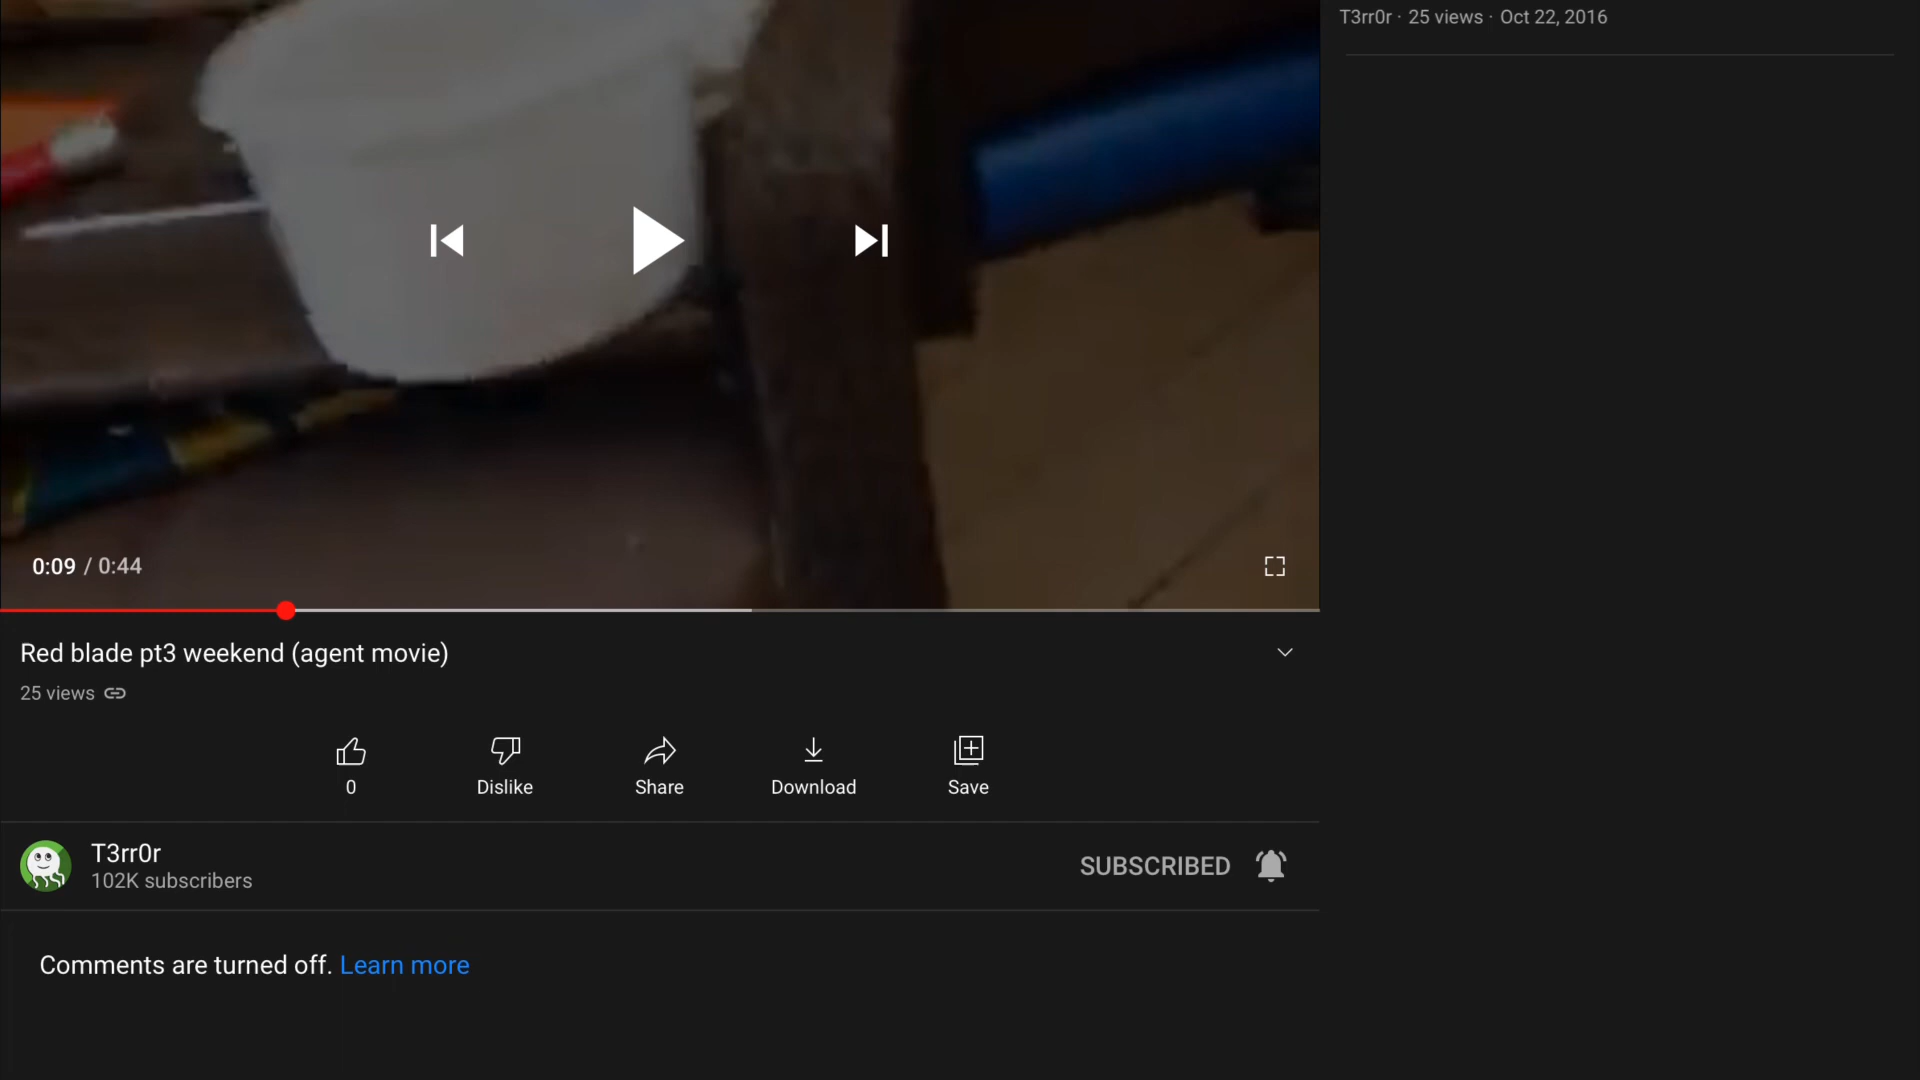 T3rr0r · 25 views · Oct 22, 2016
0:09 / 0:44
Red blade pt3 weekend (agent movie)
25 views
0
Dislike
Share
Download
Save
T3rr0r
102K subscribers
SUBSCRIBED
Comments are turned off. Learn more